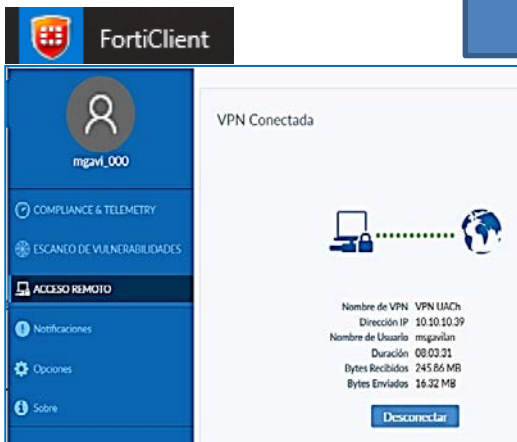 FortiClient
mgavi_000
COMPLIANCE & TELEMETRY
ESCANEO DE VULNERABILIDADES
ACCESO REMOTO
Notificaciones
Opciones
Sobre
VPN Conectada
Nombre de VPN VPN UACh
Dirección IP 10.10.10.39
Nombre de Usuario msgavilan
Duración 08:03:31
Bytes Recibidos 245.86 MB
Bytes Enviados 16.32 MB
Desconectar